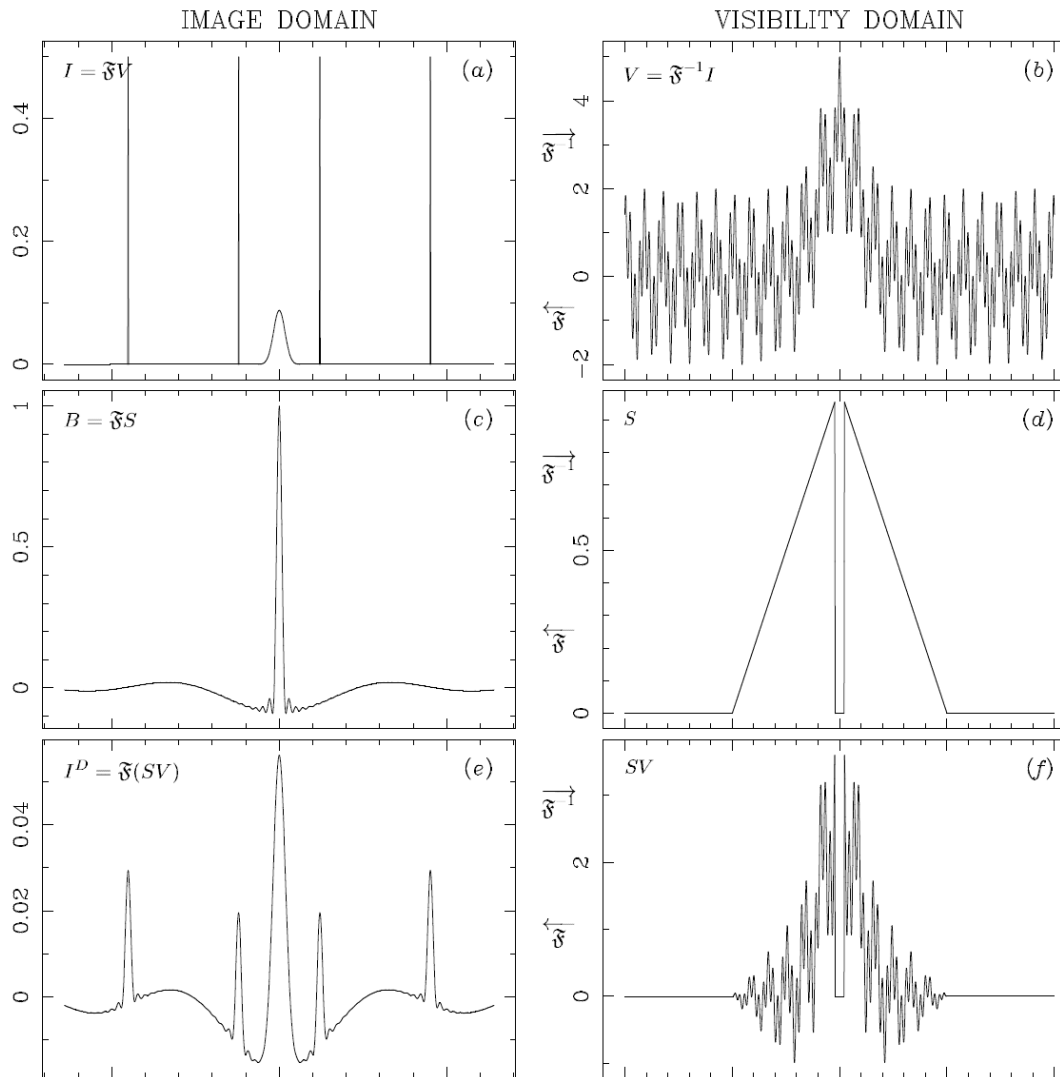 IMAGE DOMAIN
VISIBILITY DOMAIN
I = 𝔉V
(a)
0.4
0.2
0
V = 𝔉⁻¹I
(b)
4
2
0
−2
𝔉⁻¹
𝔉
B = 𝔉S
(c)
1
0.5
0
S
(d)
0.5
0
𝔉⁻¹
𝔉
I^D = 𝔉(SV)
(e)
0.04
0.02
0
SV
(f)
2
0
𝔉⁻¹
𝔉